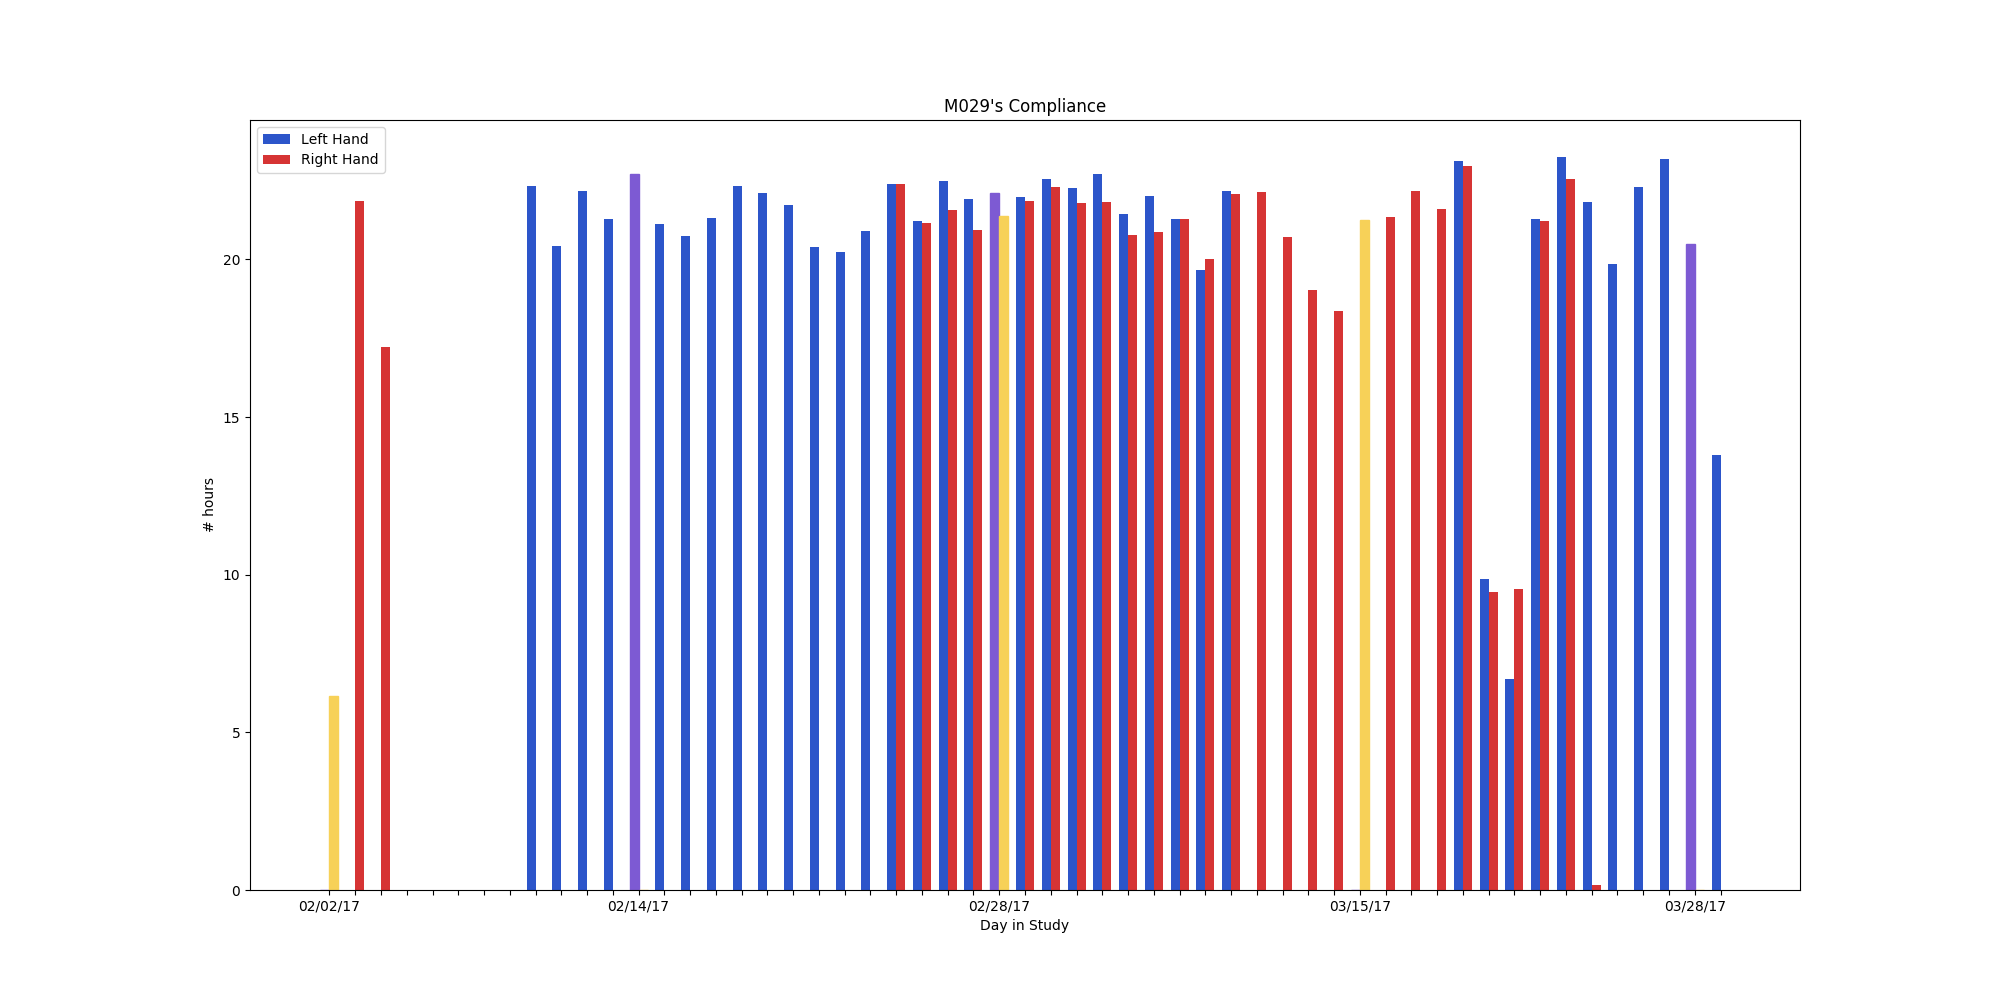 M029's Compliance
Left Hand
Right Hand
# hours
20
15
10
5
0
02/02/17 02/14/17 02/28/17 03/15/17 03/28/17
Day in Study